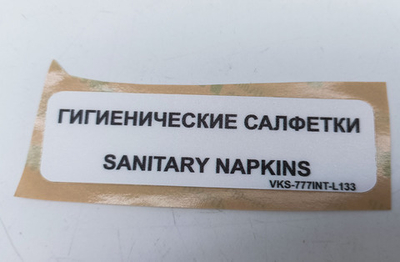 ГИГИЕНИЧЕСКИЕ САЛФЕТКИ
SANITARY NAPKINS
VKS-777INT-L133